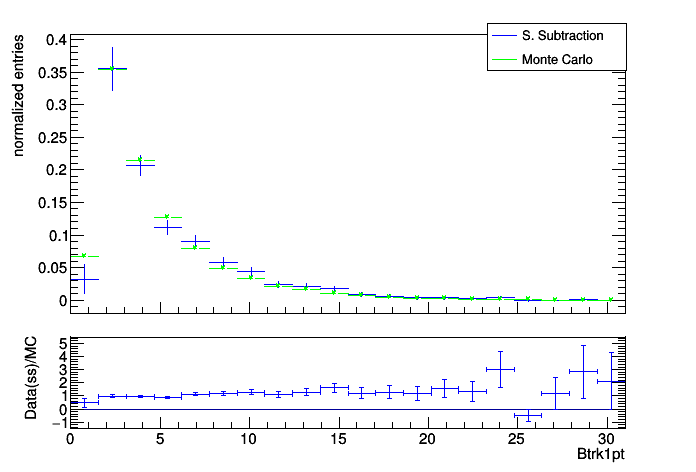 S. Subtraction
Monte Carlo
normalized entries
0.4
0.35
0.3
0.25
0.2
0.15
0.1
0.05
0
Data(ss)/MC
5
4
3
2
1
0
−1
0 5 10 15 20 25 30
Btrk1pt